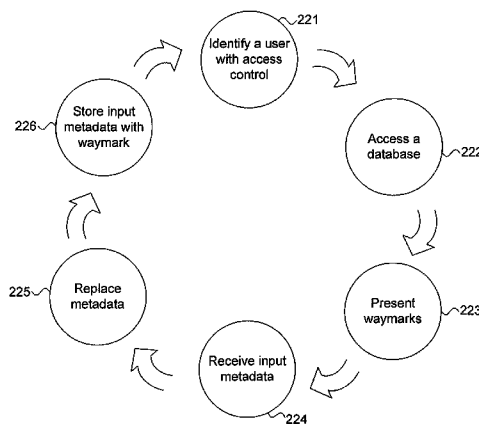 221
Identify a user
with access
control
Access a
database
222
Present
waymarks
223
Receive input
metadata
224
Replace
metadata
225
Store input
metadata with
waymark
226